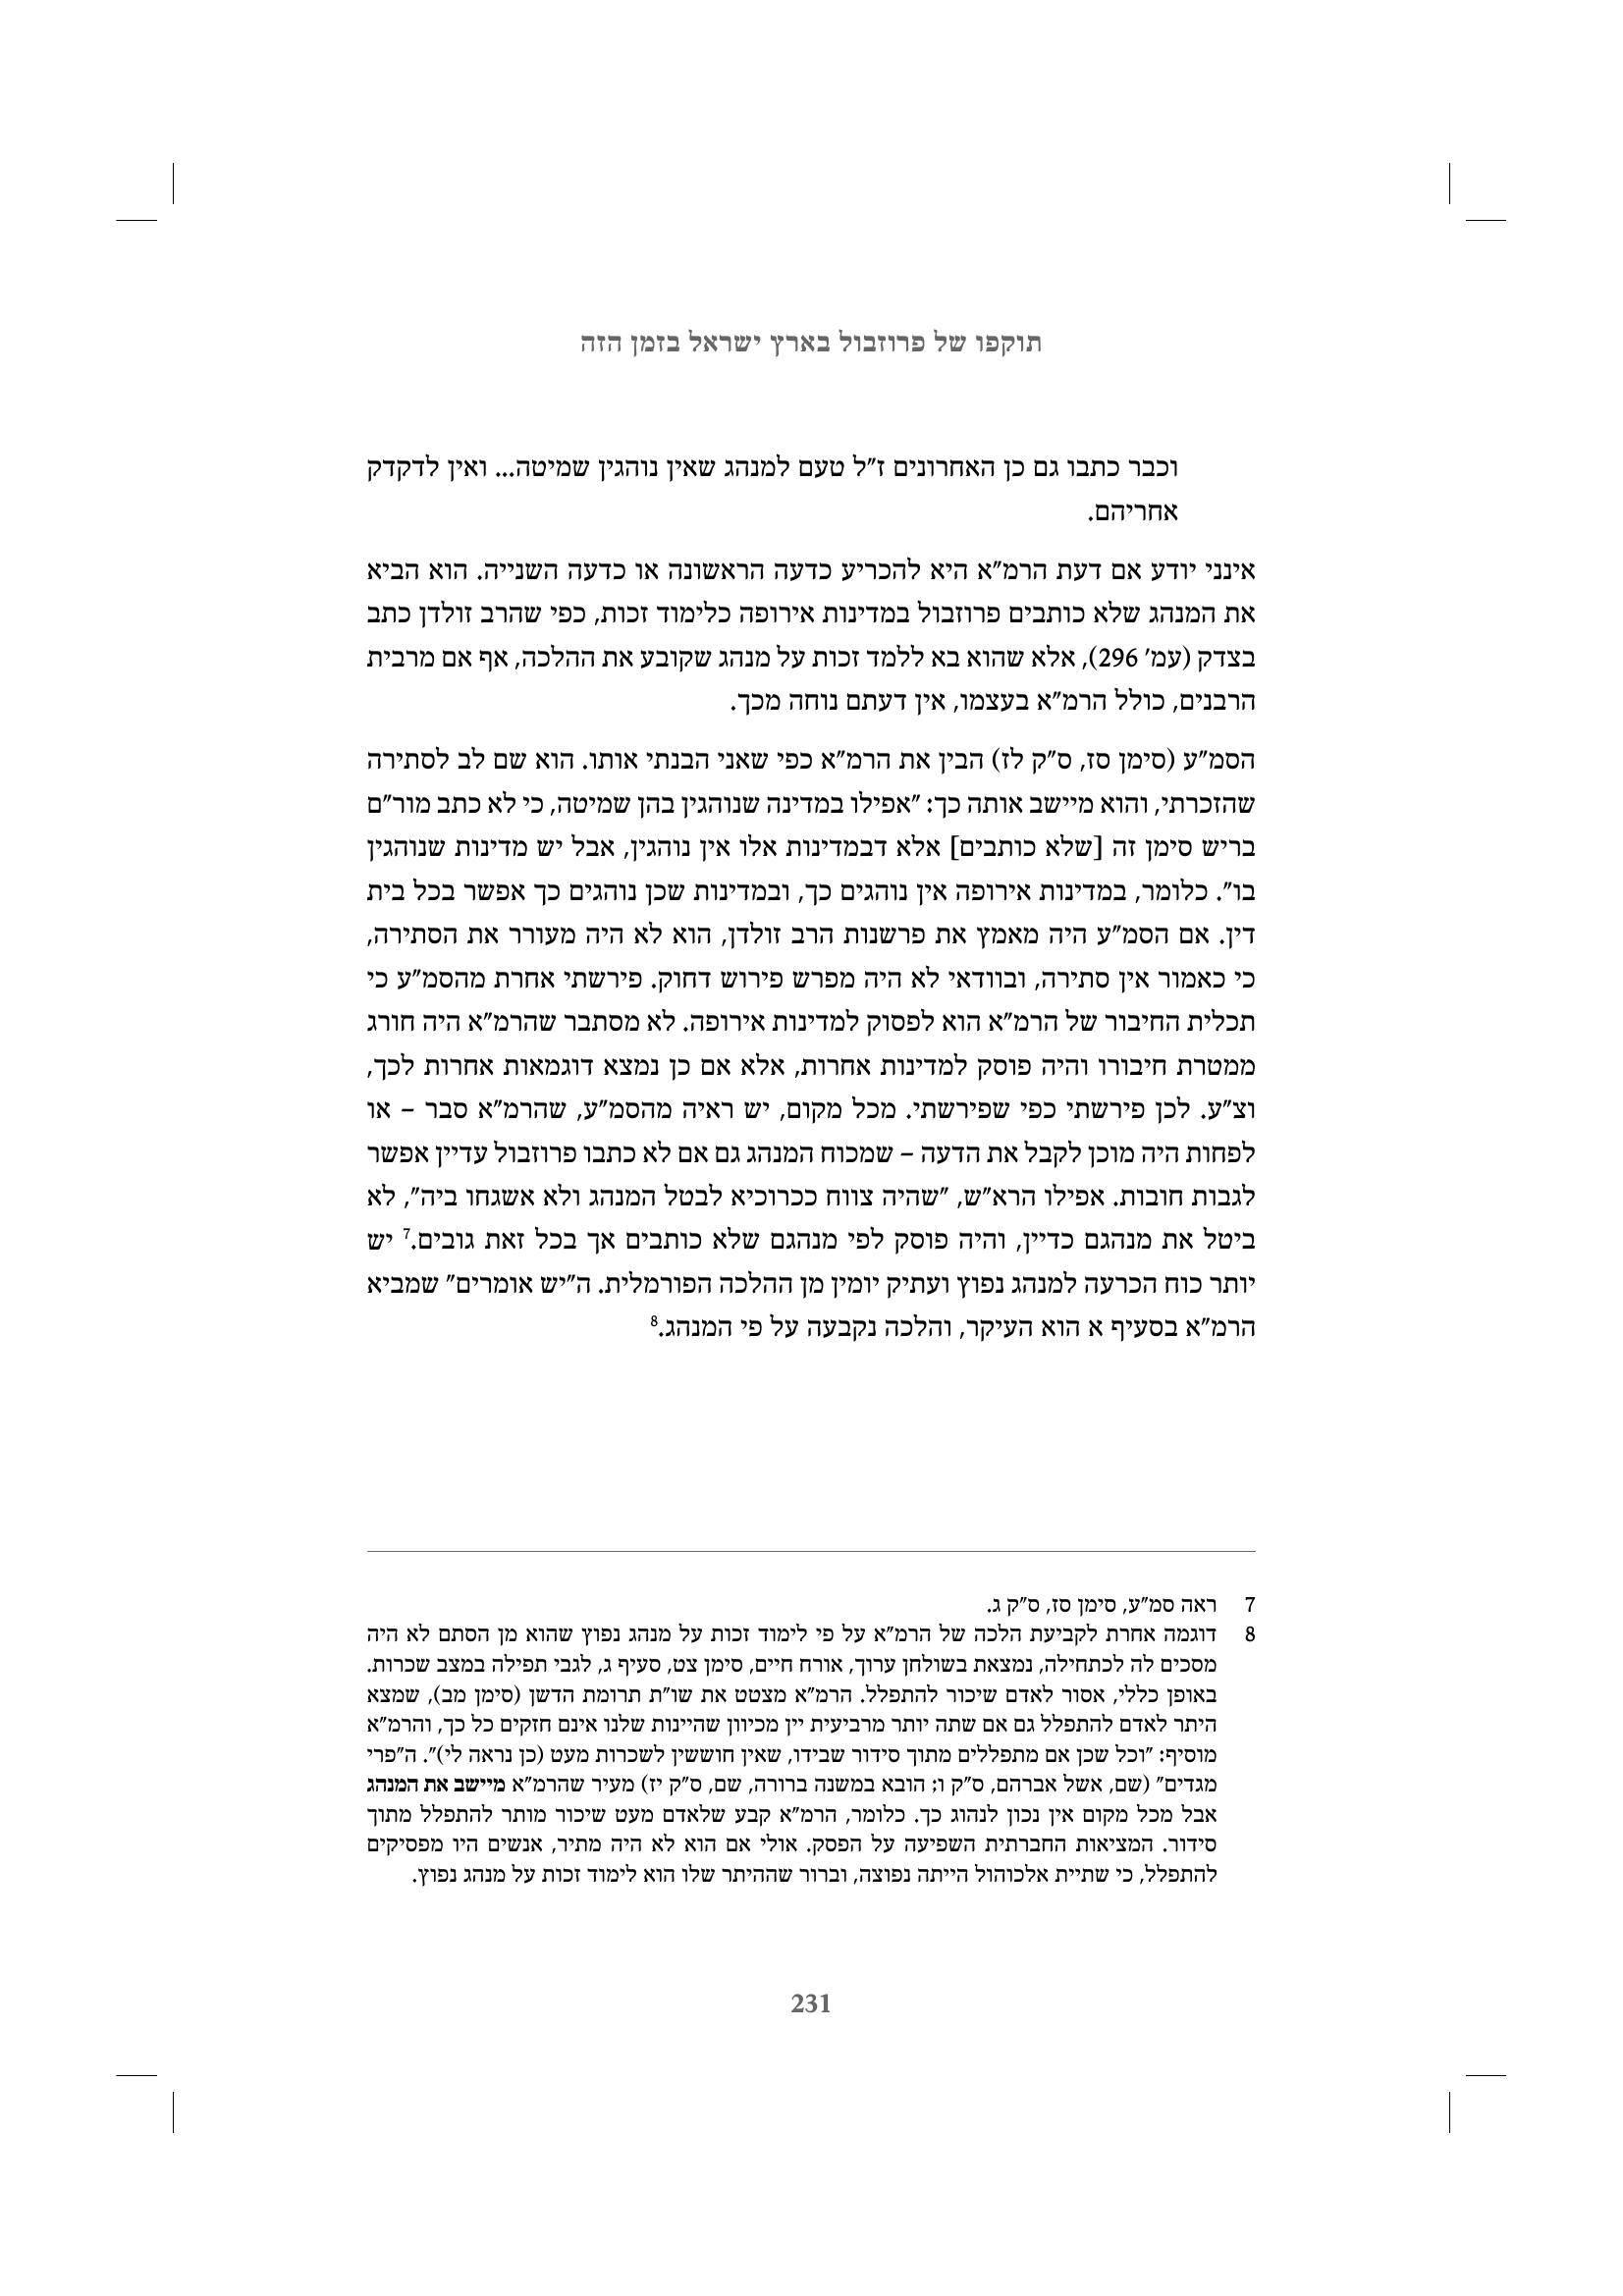 תוקפו של פרוזבול בארץ ישראל בזמן הזה
וכבר כתבו גם כן האחרונים ז"ל טעם למנהג שאין נוהגין שמיטה... ואין לדקדק
אחריהם.
אינני יודע אם דעת הרמ"א היא להכריע כדעה הראשונה או כדעה השנייה. הוא הביא
את המנהג שלא כותבים פרוזבול במדינות אירופה כלימוד זכות, כפי שהרב זולדן כתב
בצדק (עמ' 296), אלא שהוא בא ללמד זכות על מנהג שקובע את ההלכה, אף אם מרבית
הרבנים, כולל הרמ"א בעצמו, אין דעתם נוחה מכך.
הסמ"ע (סימן סז, ס"ק לז) הבין את הרמ"א כפי שאני הבנתי אותו. הוא שם לב לסתירה
שהזכרתי, והוא מיישב אותה כך: "אפילו במדינה שנוהגין בהן שמיטה, כי לא כתב מור"ם
בריש סימן זה [שלא כותבים] אלא דבמדינות אלו אין נוהגין, אבל יש מדינות שנוהגין
בו". כלומר, במדינות אירופה אין נוהגים כך, ובמדינות שכן נוהגים כך אפשר בכל בית
דין. אם הסמ"ע היה מאמץ את פרשנות הרב זולדן, הוא לא היה מעורר את הסתירה,
כי כאמור אין סתירה, ובוודאי לא היה מפרש פירוש דחוק. פירשתי אחרת מהסמ"ע כי
תכלית החיבור של הרמ"א הוא לפסוק למדינות אירופה. לא מסתבר שהרמ"א היה חורג
ממטרת חיבורו והיה פוסק למדינות אחרות, אלא אם כן נמצא דוגמאות אחרות לכך,
וצ"ע. לכן פירשתי כפי שפירשתי. מכל מקום, יש ראיה מהסמ"ע, שהרמ"א סבר – או
לפחות היה מוכן לקבל את הדעה – שמכוח המנהג גם אם לא כתבו פרוזבול עדיין אפשר
לגבות חובות. אפילו הרא"ש, "שהיה צווח ככרוכיא לבטל המנהג ולא אשגחו ביה", לא
ביטל את מנהגם כדיין, והיה פוסק לפי מנהגם שלא כותבים אך בכל זאת גובים.7 יש
יותר כוח הכרעה למנהג נפוץ ועתיק יומין מן ההלכה הפורמלית. ה"יש אומרים" שמביא
הרמ"א בסעיף א הוא העיקר, והלכה נקבעה על פי המנהג.8
7 ראה סמ"ע, סימן סז, ס"ק ג.
8 דוגמה אחרת לקביעת הלכה של הרמ"א על פי לימוד זכות על מנהג נפוץ שהוא מן הסתם לא היה
מסכים לה לכתחילה, נמצאת בשולחן ערוך, אורח חיים, סימן צט, סעיף ג, לגבי תפילה במצב שכרות.
באופן כללי, אסור לאדם שיכור להתפלל. הרמ"א מצטט את שו"ת תרומת הדשן (סימן מב), שמצא
היתר לאדם להתפלל גם אם שתה יותר מרביעית יין מכיוון שהיינות שלנו אינם חזקים כל כך, והרמ"א
מוסיף: "וכל שכן אם מתפללים מתוך סידור שבידו, שאין חוששין לשכרות מעט (כן נראה לי)". ה"פרי
מגדים" (שם, אשל אברהם, ס"ק ו; הובא במשנה ברורה, שם, ס"ק יז) מעיר שהרמ"א מיישב את המנהג
אבל מכל מקום אין נכון לנהוג כך. כלומר, הרמ"א קבע שלאדם מעט שיכור מותר להתפלל מתוך
סידור. המציאות החברתית השפיעה על הפסק. אולי אם הוא לא היה מתיר, אנשים היו מפסיקים
להתפלל, כי שתיית אלכוהול הייתה נפוצה, וברור שההיתר שלו הוא לימוד זכות על מנהג נפוץ.
231